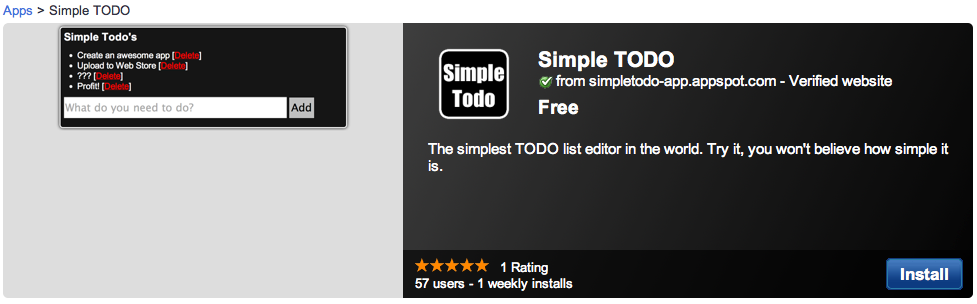 Apps > Simple TODO
Simple Todo's
Create an awesome app [Delete]
Upload to Web Store [Delete]
??? [Delete]
Profit! [Delete]
What do you need to do?
Add
Simple
Todo
Simple TODO
from simpletodo-app.appspot.com - Verified website
Free
The simplest TODO list editor in the world. Try it, you won't believe how simple it
is.
1 Rating
57 users - 1 weekly installs
Install